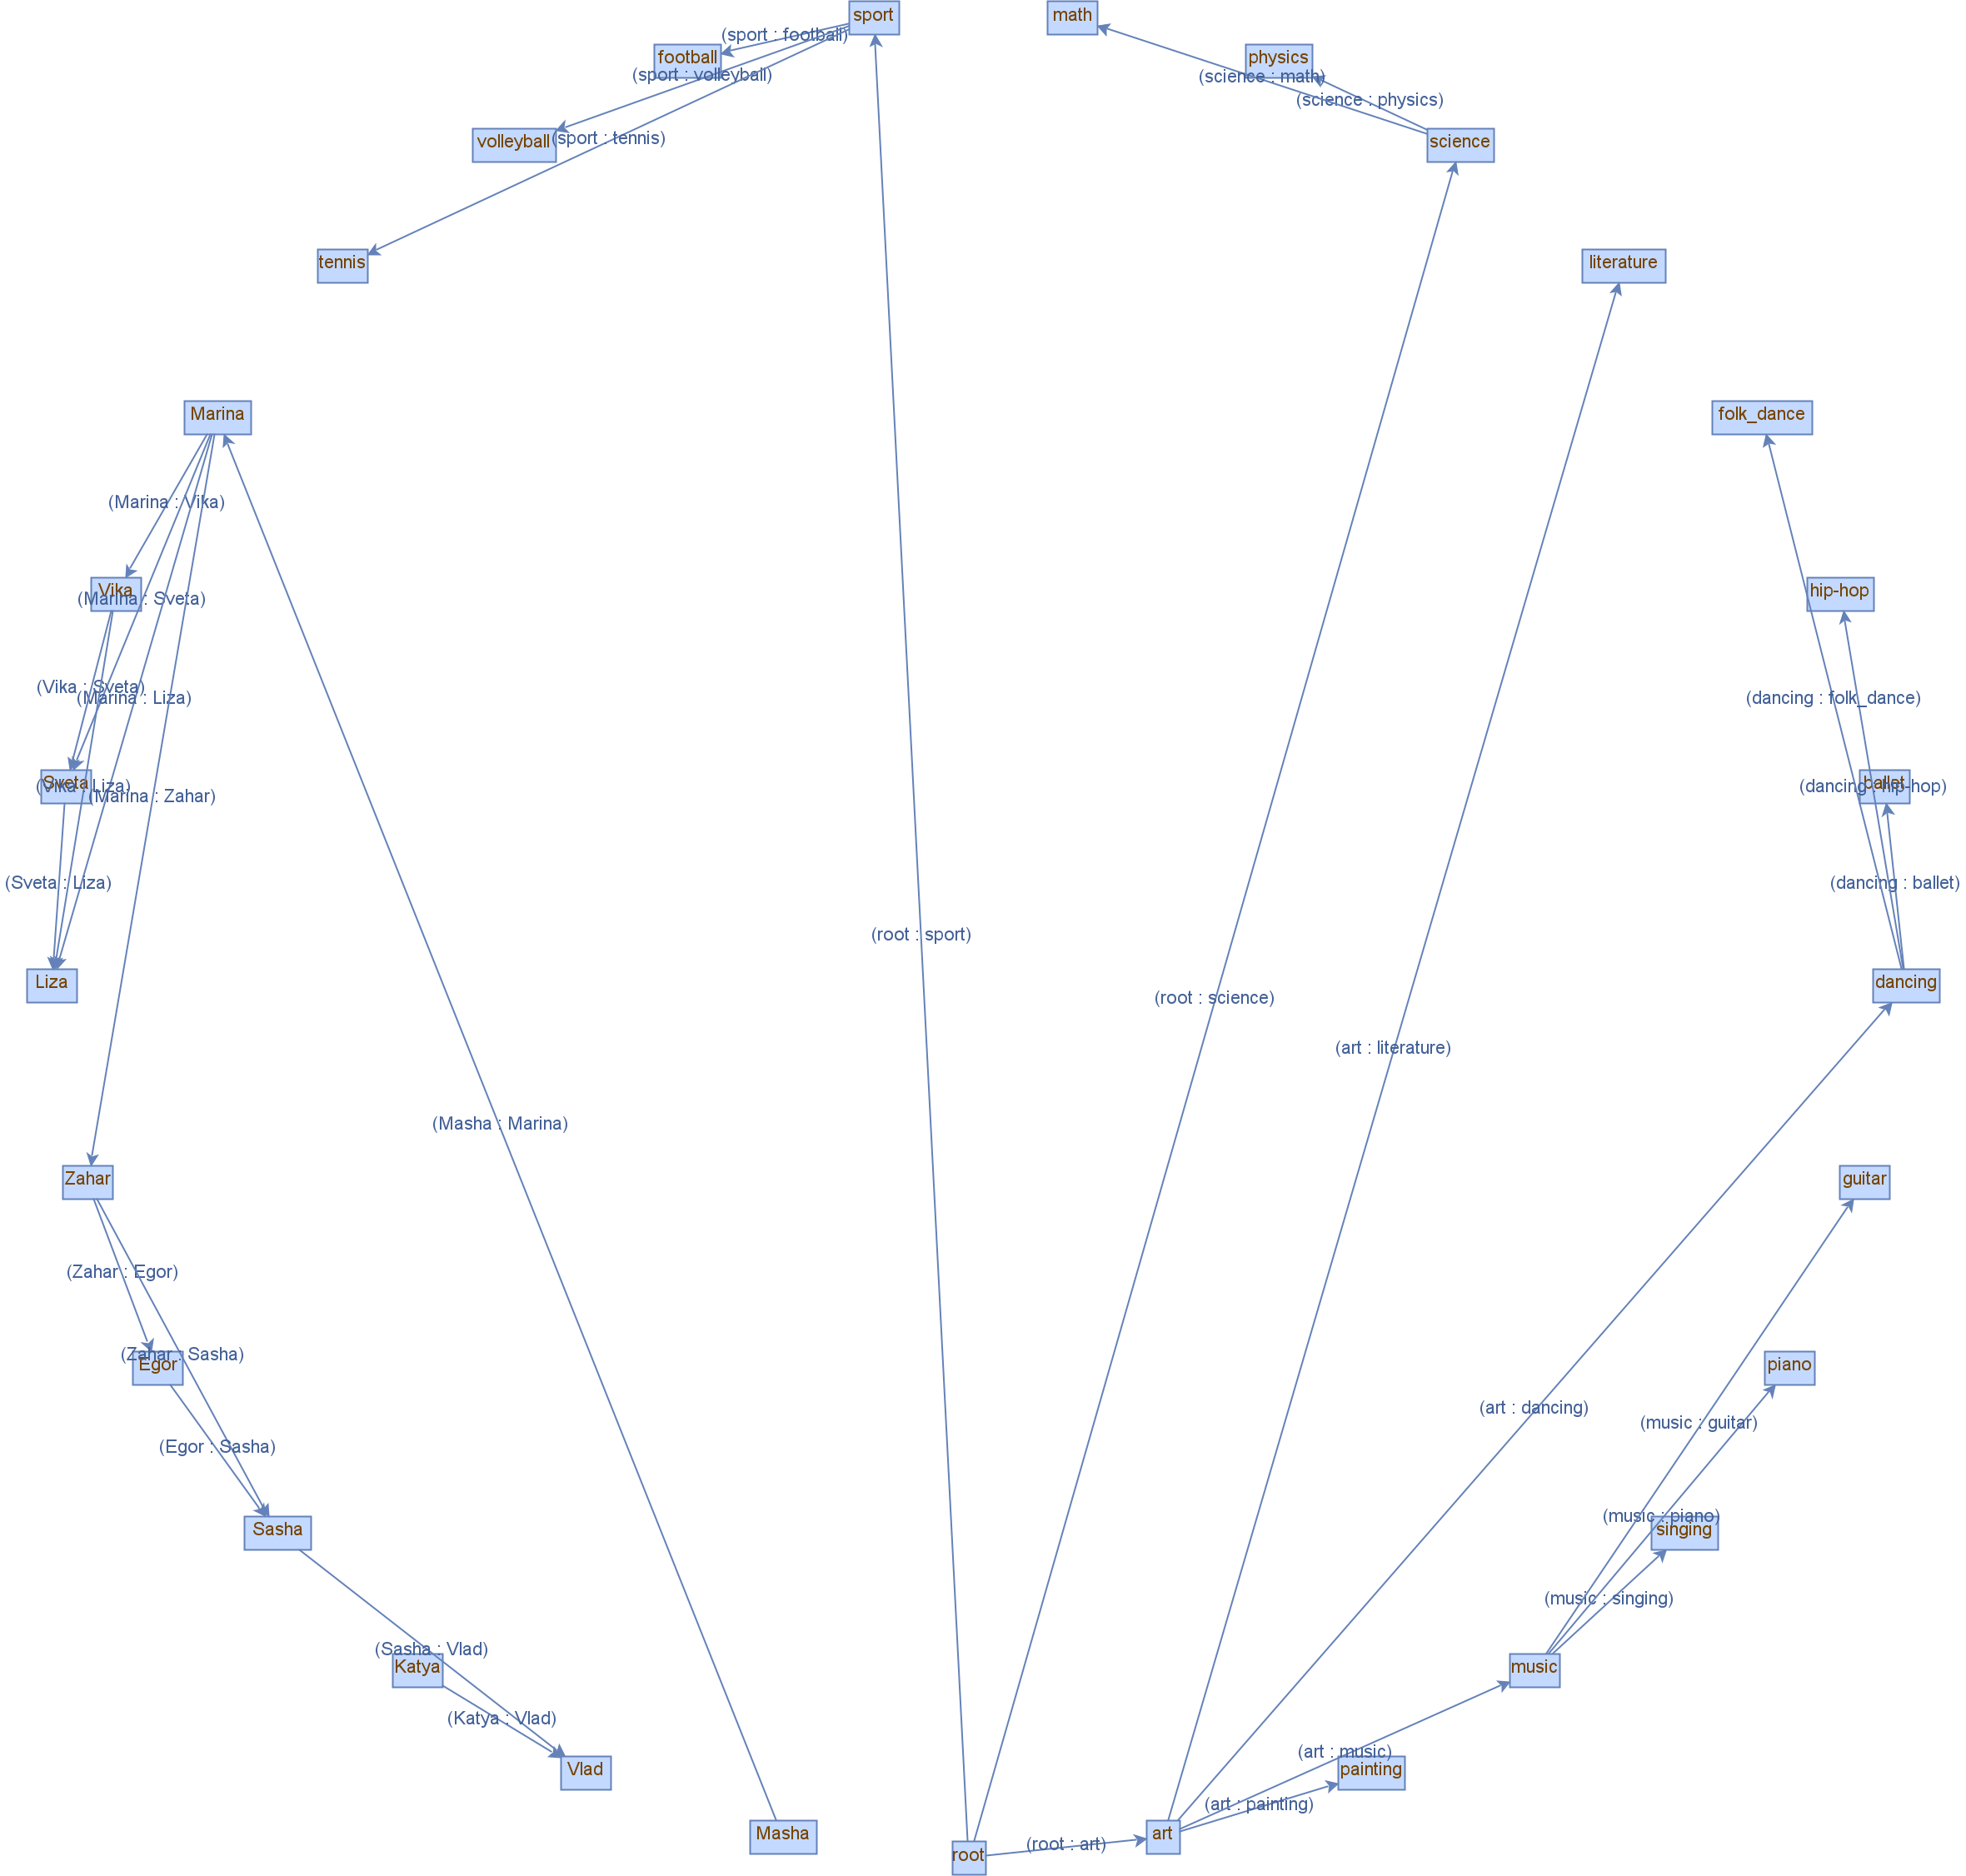 sport
math
(sport : football)
football
physics
(sport : volleyball)
(science : math)
(science : physics)
volleyball
(sport : tennis)
science
tennis
literature
Marina
folk_dance
(Marina : Vika)
Vika
(Marina : Sveta)
hip-hop
(Vika : Sveta)
(Marina : Liza)
(dancing : folk_dance)
Sveta
(Vika : Liza)
(Marina : Zahar)
ballet
(dancing : hip-hop)
(Sveta : Liza)
(dancing : ballet)
(root : sport)
Liza
(root : science)
dancing
(art : literature)
(Masha : Marina)
Zahar
guitar
(Zahar : Egor)
(Zahar : Sasha)
Egor
piano
(art : dancing)
(music : guitar)
(Egor : Sasha)
(music : piano)
Sasha
singing
(music : singing)
(Sasha : Vlad)
Katya
music
(Katya : Vlad)
(art : music)
Vlad
painting
(art : painting)
Masha
art
(root : art)
root